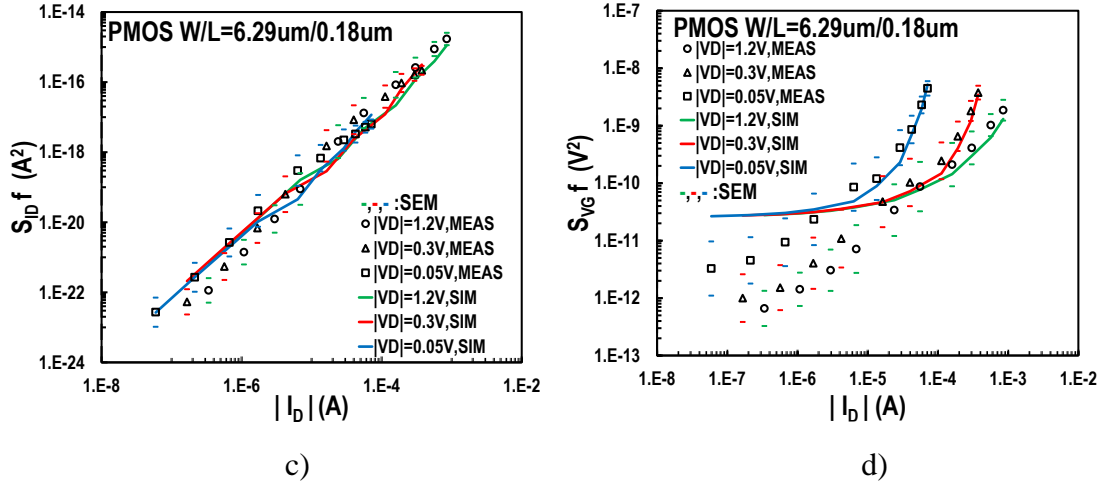 PMOS W/L=6.29um/0.18um
1.E-14
1.E-16
1.E-18
1.E-20
1.E-22
1.E-24
S_ID f (A²)
-,-,- :SEM
|VD|=1.2V,MEAS
|VD|=0.3V,MEAS
|VD|=0.05V,MEAS
|VD|=1.2V,SIM
|VD|=0.3V,SIM
|VD|=0.05V,SIM
1.E-8 1.E-6 1.E-4 1.E-2
| I_D | (A)
c)
PMOS W/L=6.29um/0.18um
1.E-7
1.E-8
1.E-9
1.E-10
1.E-11
1.E-12
1.E-13
S_VG f (V²)
|VD|=1.2V,MEAS
|VD|=0.3V,MEAS
|VD|=0.05V,MEAS
|VD|=1.2V,SIM
|VD|=0.3V,SIM
|VD|=0.05V,SIM
-,-,- :SEM
1.E-8 1.E-7 1.E-6 1.E-5 1.E-4 1.E-3 1.E-2
| I_D | (A)
d)